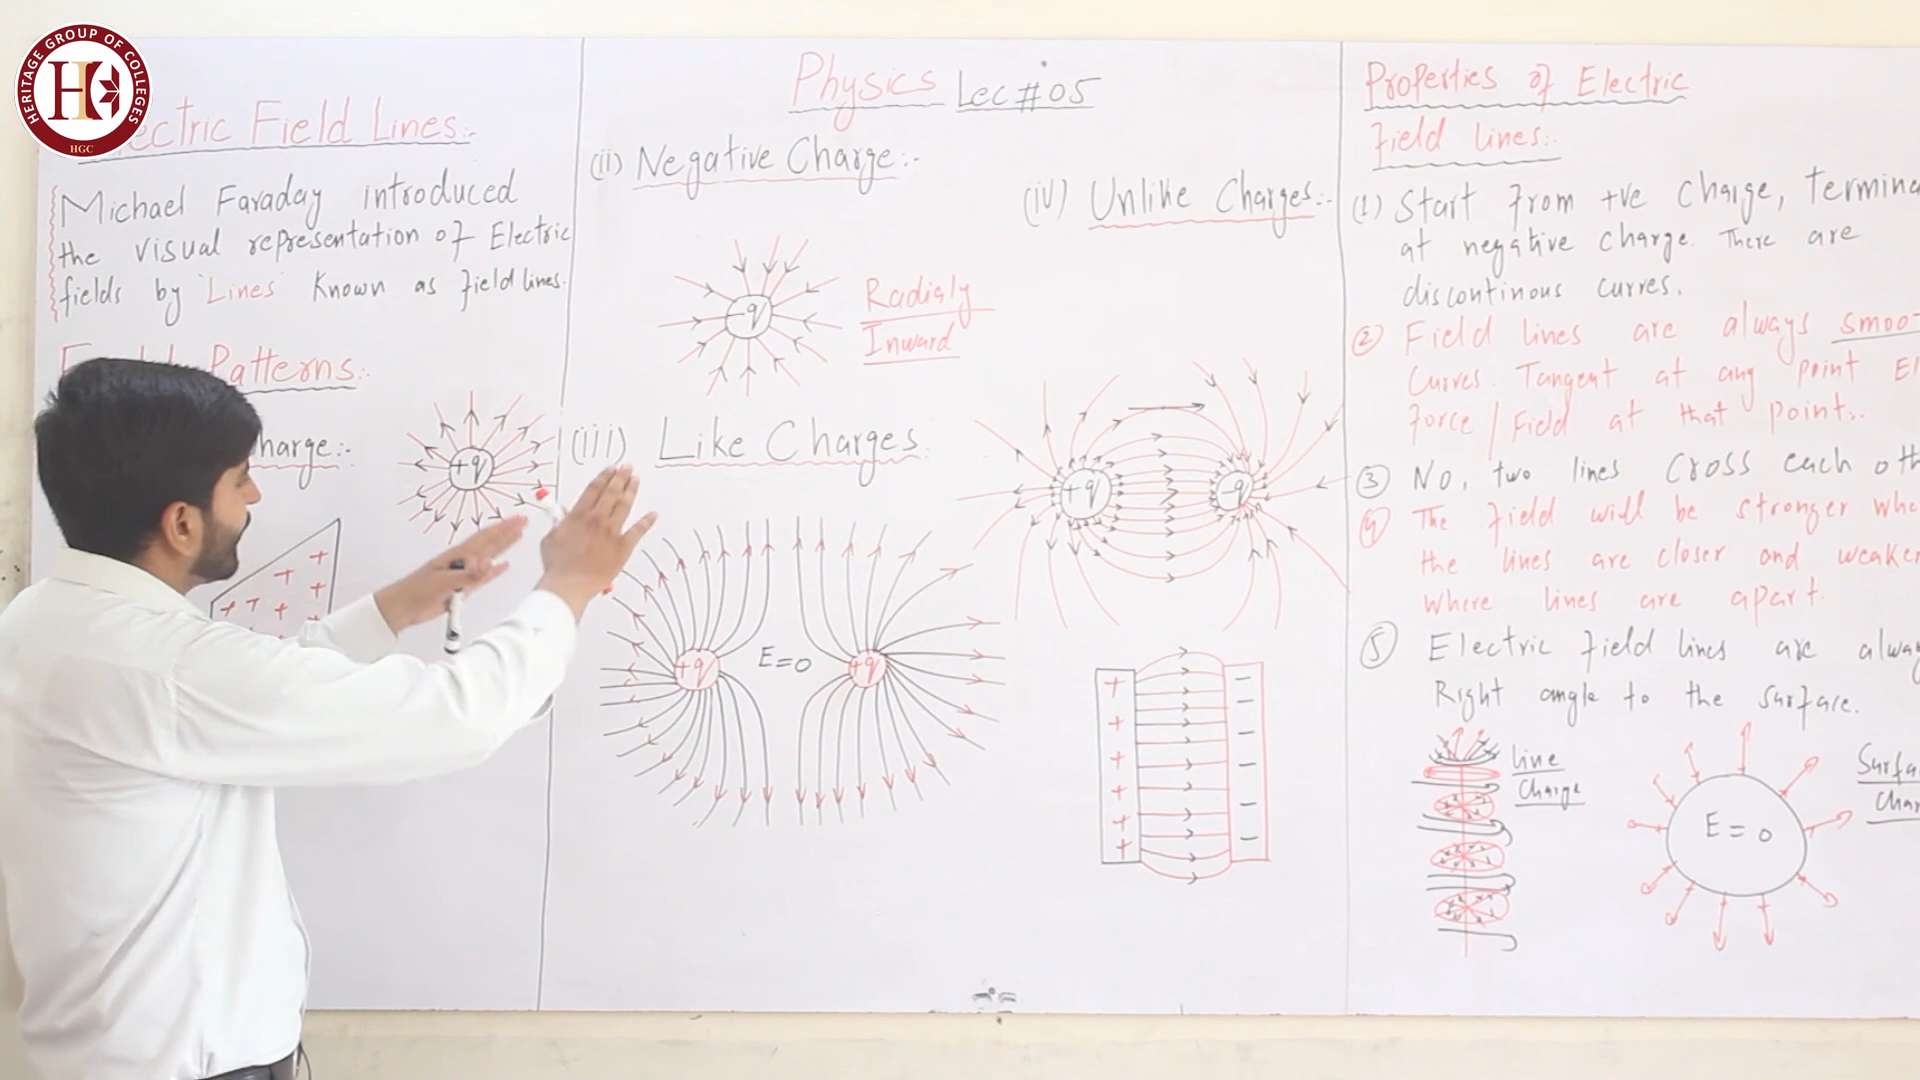 HERITAGE GROUP OF COLLEGES
HGC
Electric Field Lines:-
Michael Faraday introduced
the visual representation of Electric
fields by 'Lines' Known as field lines.
Patterns:-
harge:-
+q
+ + + + + +
Physics Lec # 05
(ii) Negative Charge:-
-q
Radialy
Inward
(iii) Like Charges:
+q E=0 +q
(iv) Unlike Charges:-
+q -q
+ -
+ -
+ -
+ -
+ -
+ -
Properties of Electric
field lines:-
(1) Start from +ve charge, termina
at negative charge. There are
discontinous curves.
(2) Field lines are always smoo
Curves. Tangent at any point El
Force / Field at that point..
(3) No, two lines Cross each oth
(4) The field will be stronger whe
the lines are closer and weaker
where lines are apart.
(5) Electric field lines are alway
Right angle to the surface.
line
Charge
E = 0
Surfa
Char